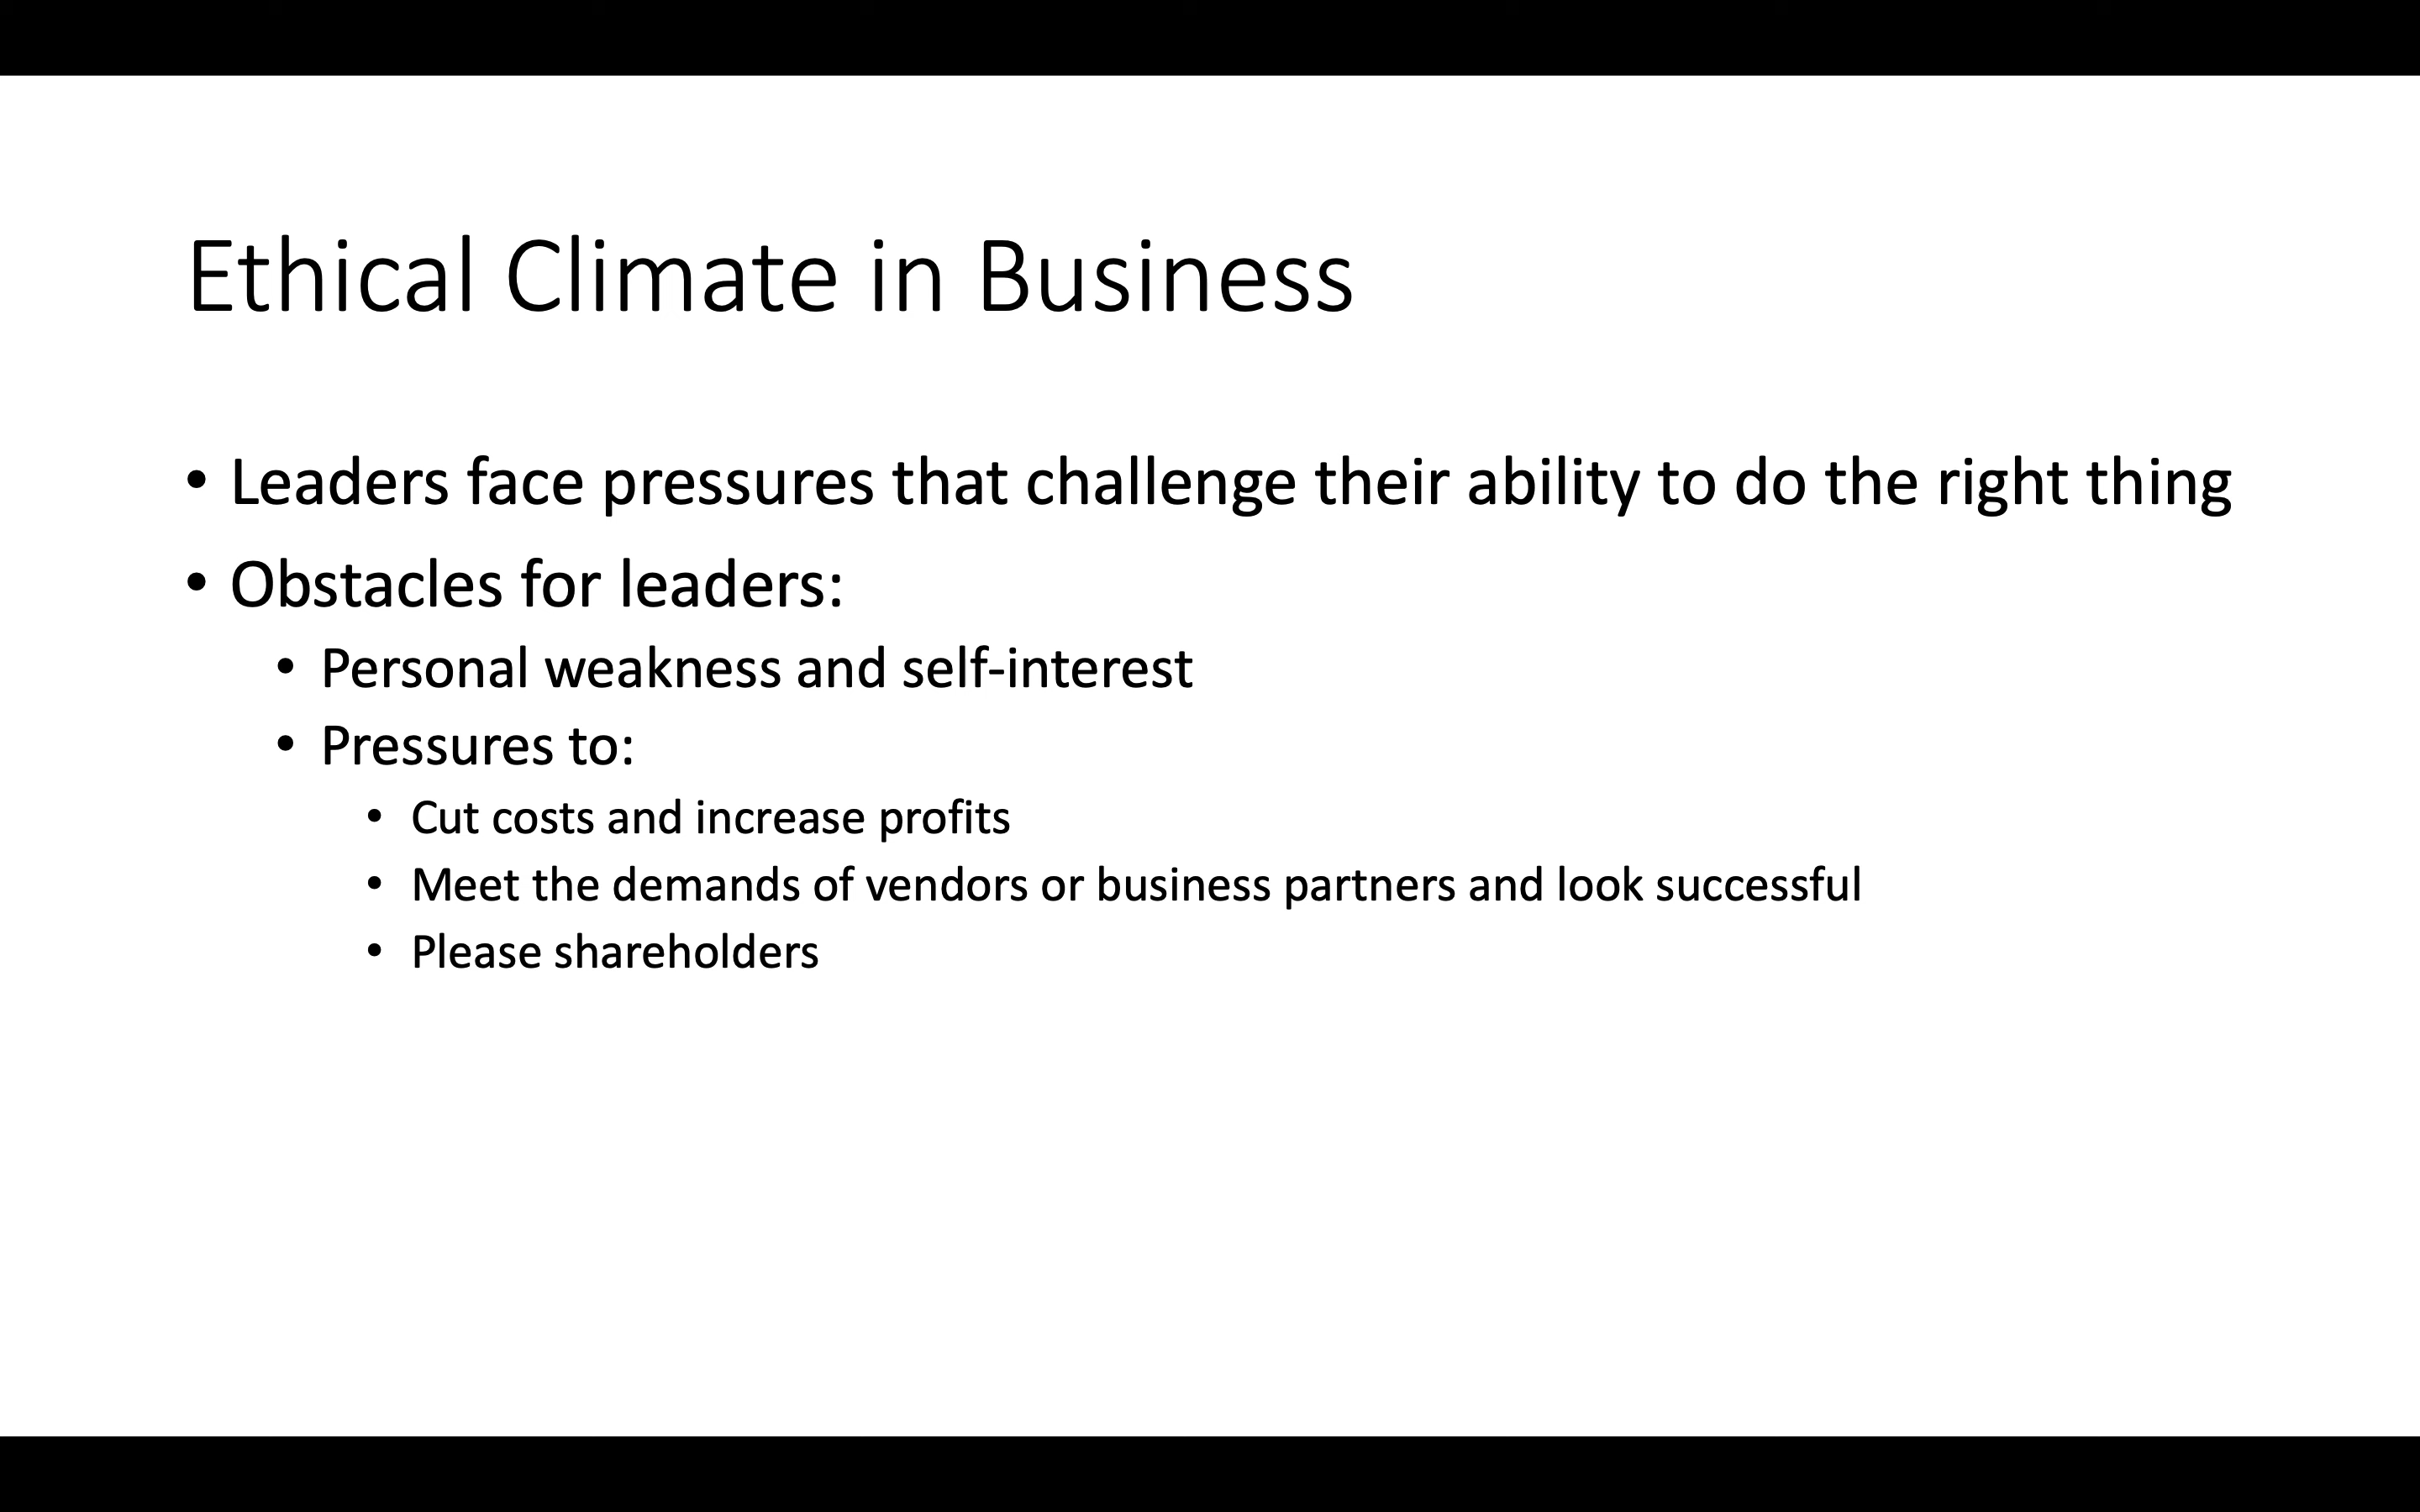 Ethical Climate in Business
• Leaders face pressures that challenge their ability to do the right thing
• Obstacles for leaders:
• Personal weakness and self-interest
• Pressures to:
• Cut costs and increase profits
• Meet the demands of vendors or business partners and look successful
• Please shareholders